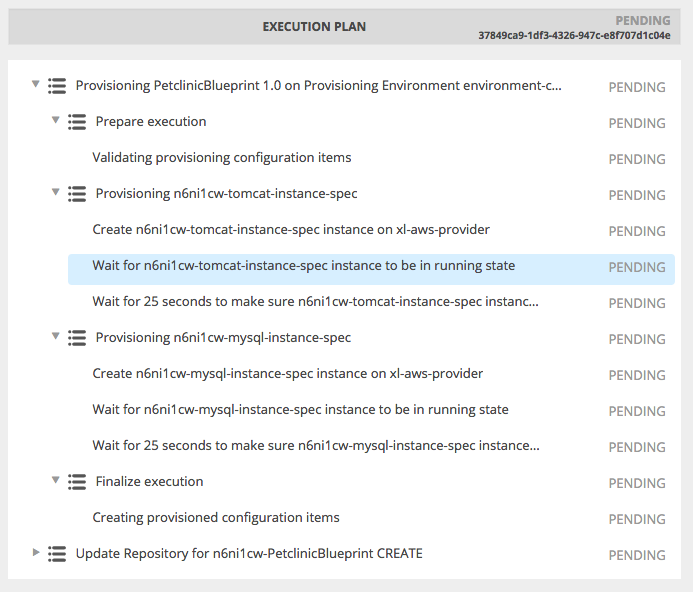 EXECUTION PLAN
PENDING
37849ca9-1df3-4326-947c-e8f707d1c04e
Provisioning PetclinicBlueprint 1.0 on Provisioning Environment environment-c... PENDING
Prepare execution PENDING
Validating provisioning configuration items PENDING
Provisioning n6ni1cw-tomcat-instance-spec PENDING
Create n6ni1cw-tomcat-instance-spec instance on xl-aws-provider PENDING
Wait for n6ni1cw-tomcat-instance-spec instance to be in running state PENDING
Wait for 25 seconds to make sure n6ni1cw-tomcat-instance-spec instanc... PENDING
Provisioning n6ni1cw-mysql-instance-spec PENDING
Create n6ni1cw-mysql-instance-spec instance on xl-aws-provider PENDING
Wait for n6ni1cw-mysql-instance-spec instance to be in running state PENDING
Wait for 25 seconds to make sure n6ni1cw-mysql-instance-spec instance... PENDING
Finalize execution PENDING
Creating provisioned configuration items PENDING
Update Repository for n6ni1cw-PetclinicBlueprint CREATE PENDING